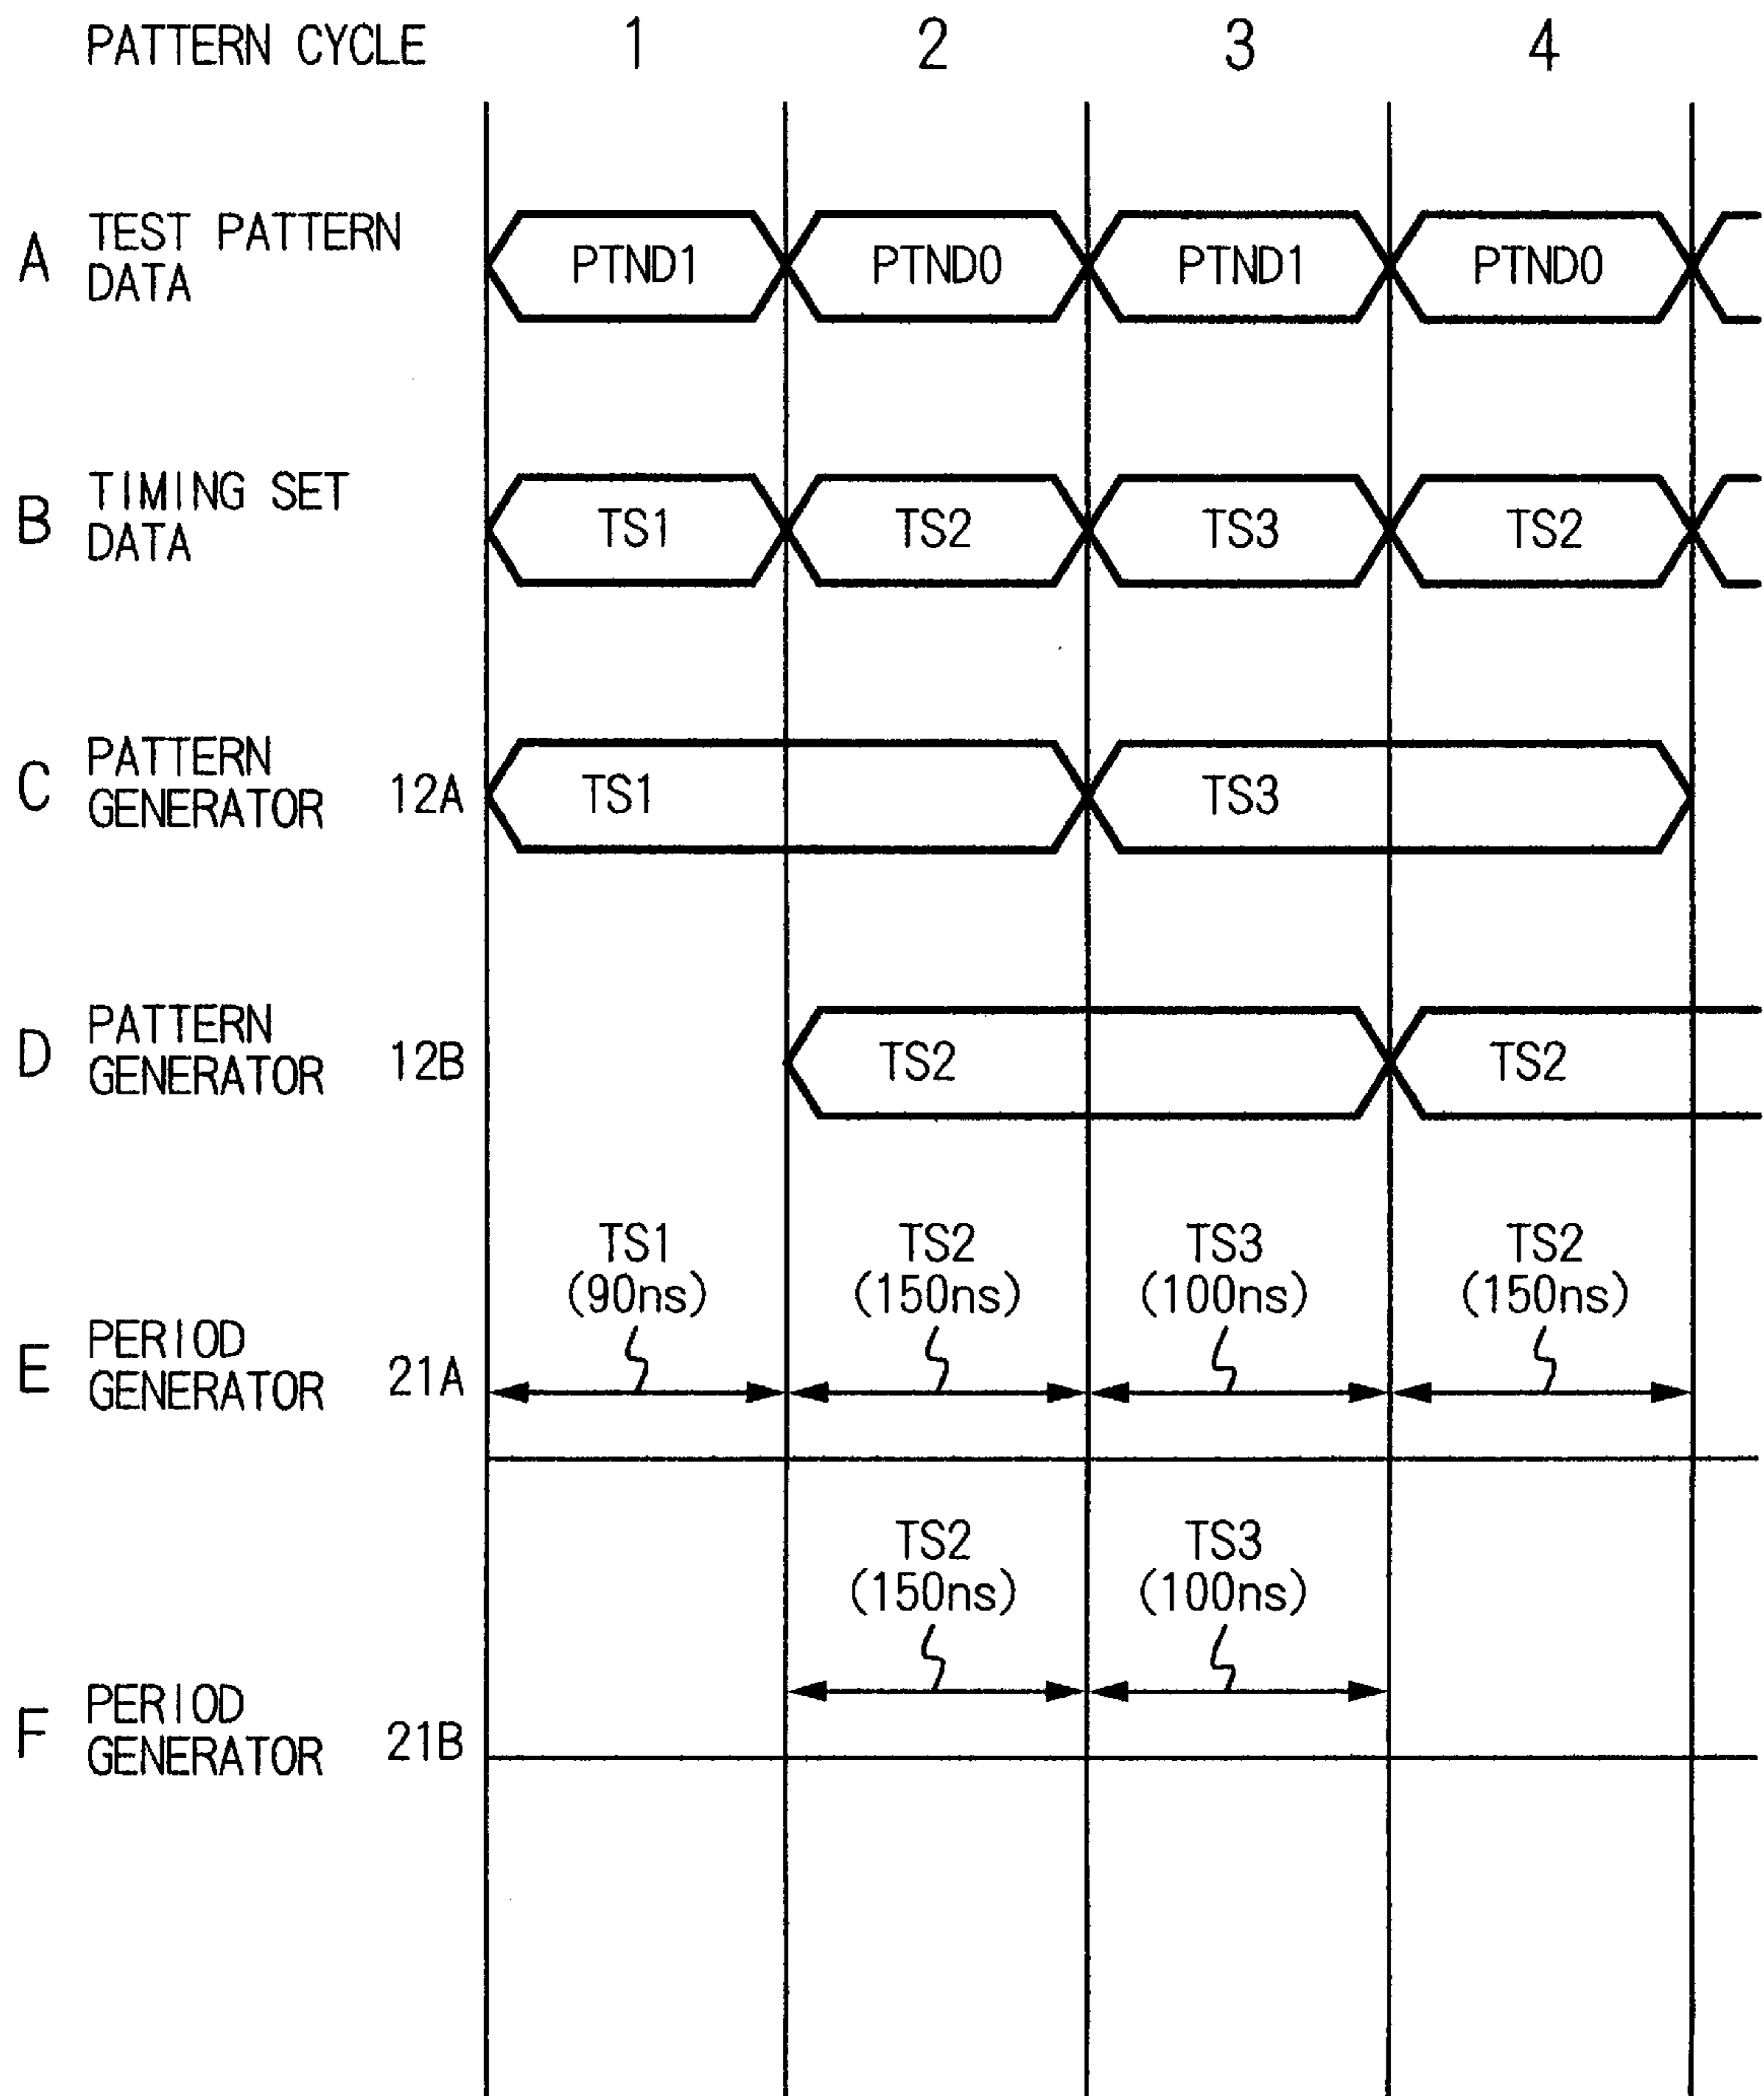 PATTERN CYCLE 1 2 3 4
A TEST PATTERN DATA PTND1 PTND0 PTND1 PTND0
B TIMING SET DATA TS1 TS2 TS3 TS2
C PATTERN GENERATOR 12A TS1 TS3
D PATTERN GENERATOR 12B TS2 TS2
TS1 TS2 TS3 TS2
(90ns) (150ns) (100ns) (150ns)
E PERIOD GENERATOR 21A
TS2 TS3
(150ns) (100ns)
F PERIOD GENERATOR 21B